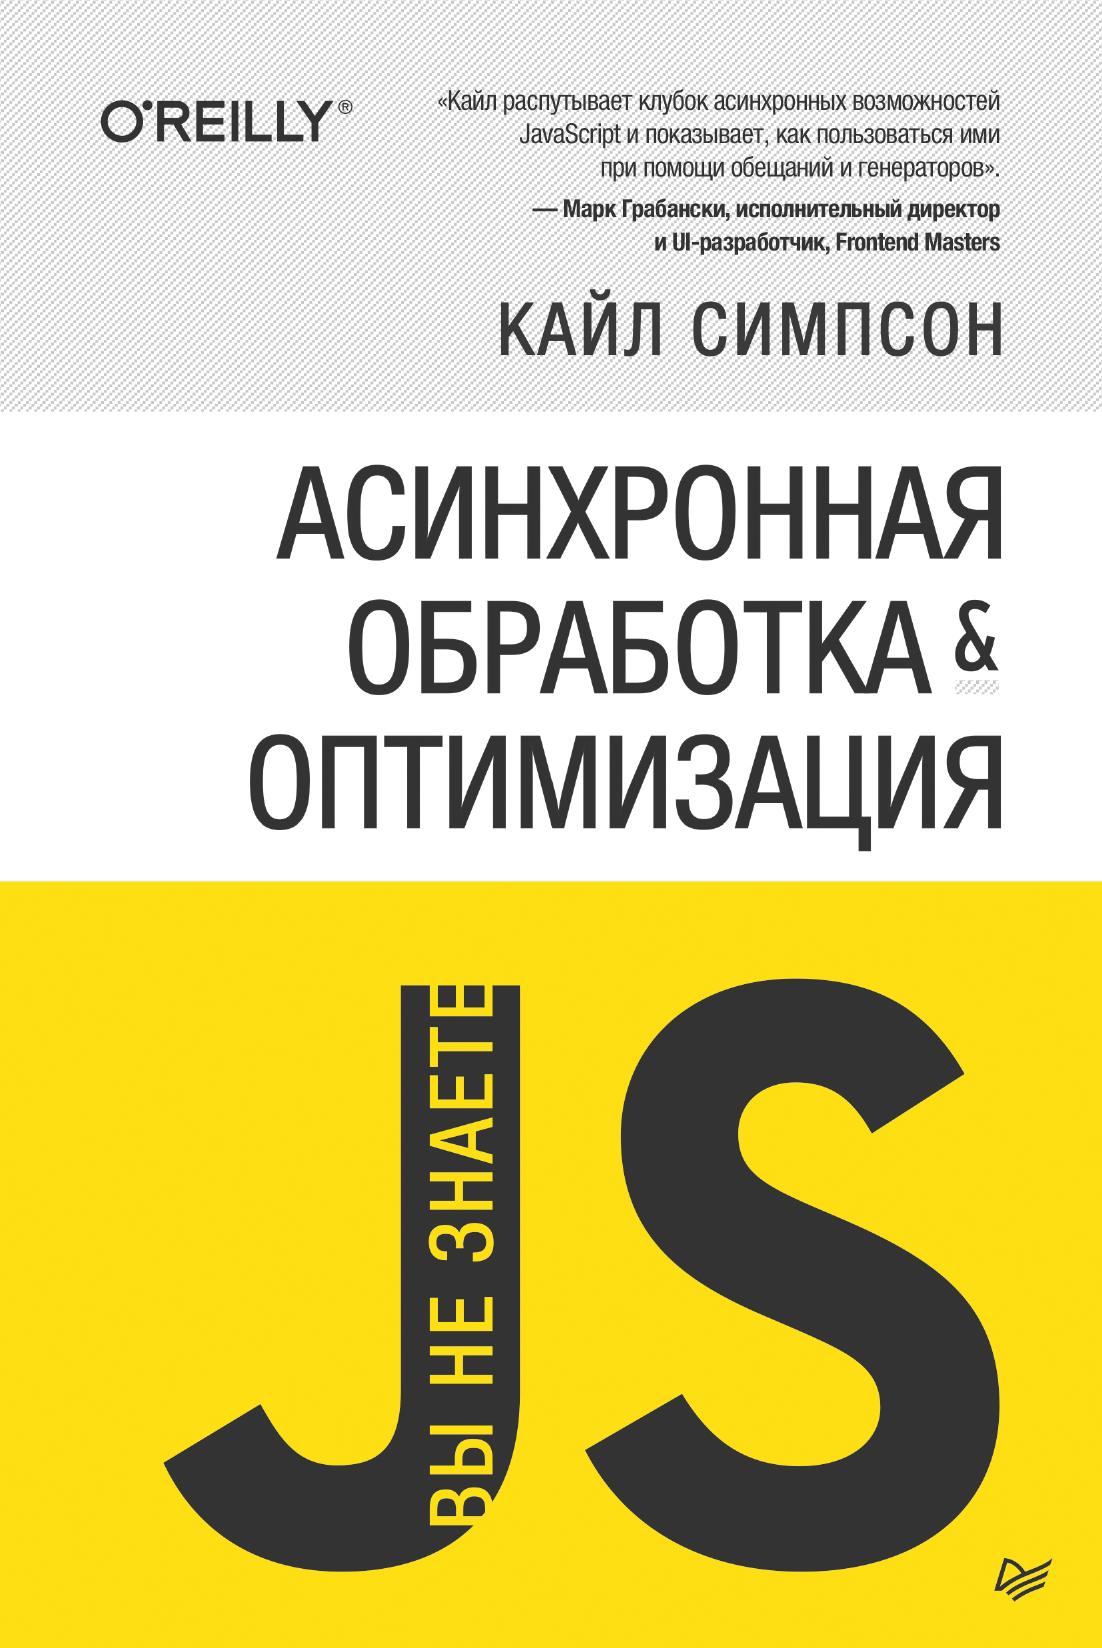 O'REILLY®
«Кайл распутывает клубок асинхронных возможностей
JavaScript и показывает, как пользоваться ими
при помощи обещаний и генераторов».
— Марк Грабански, исполнительный директор
и UI-разработчик, Frontend Masters
КАЙЛ СИМПСОН
АСИНХРОННАЯ
ОБРАБОТКА &
ОПТИМИЗАЦИЯ
ВЫ НЕ ЗНАЕТЕ
JS